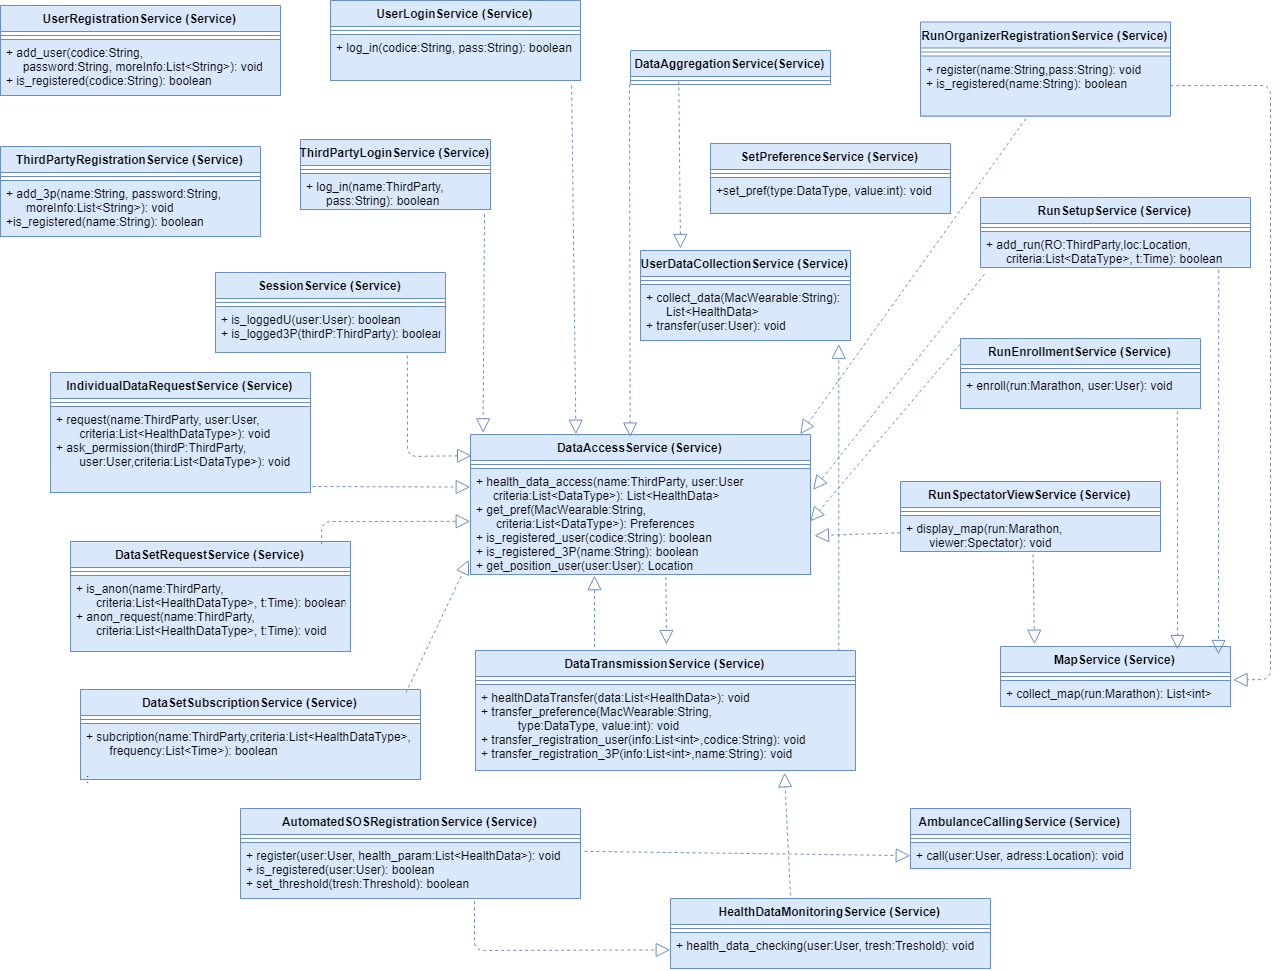 UserRegistrationService (Service)
+ add_user(codice:String,
password:String, moreInfo:List<String>): void
+ is_registered(codice:String): boolean
UserLoginService (Service)
+ log_in(codice:String, pass:String): boolean
DataAggregationService(Service)
RunOrganizerRegistrationService (Service)
+ register(name:String,pass:String): void
+ is_registered(name:String): boolean
ThirdPartyRegistrationService (Service)
+ add_3p(name:String, password:String,
moreInfo:List<String>): void
+is_registered(name:String): boolean
ThirdPartyLoginService (Service)
+ log_in(name:ThirdParty,
pass:String): boolean
SetPreferenceService (Service)
+set_pref(type:DataType, value:int): void
RunSetupService (Service)
+ add_run(RO:ThirdParty,loc:Location,
criteria:List<DataType>, t:Time): boolean
UserDataCollectionService (Service)
+ collect_data(MacWearable:String):
List<HealthData>
+ transfer(user:User): void
SessionService (Service)
+ is_loggedU(user:User): boolean
+ is_logged3P(thirdP:ThirdParty): boolean
RunEnrollmentService (Service)
+ enroll(run:Marathon, user:User): void
IndividualDataRequestService (Service)
+ request(name:ThirdParty, user:User,
criteria:List<HealthDataType>): void
+ ask_permission(thirdP:ThirdParty,
user:User,criteria:List<DataType>): void
DataAccessService (Service)
+ health_data_access(name:ThirdParty, user:User
criteria:List<DataType>): List<HealthData>
+ get_pref(MacWearable:String,
criteria:List<DataType>): Preferences
+ is_registered_user(codice:String): boolean
+ is_registered_3P(name:String): boolean
+ get_position_user(user:User): Location
RunSpectatorViewService (Service)
+ display_map(run:Marathon,
viewer:Spectator): void
DataSetRequestService (Service)
+ is_anon(name:ThirdParty,
criteria:List<HealthDataType>, t:Time): boolean
+ anon_request(name:ThirdParty,
criteria:List<HealthDataType>, t:Time): void
DataTransmissionService (Service)
+ healthDataTransfer(data:List<HealthData>): void
+ transfer_preference(MacWearable:String,
type:DataType, value:int): void
+ transfer_registration_user(info:List<int>,codice:String): void
+ transfer_registration_3P(info:List<int>,name:String): void
MapService (Service)
+ collect_map(run:Marathon): List<int>
DataSetSubscriptionService (Service)
+ subcription(name:ThirdParty,criteria:List<HealthDataType>,
frequency:List<Time>): boolean
:
AutomatedSOSRegistrationService (Service)
+ register(user:User, health_param:List<HealthData>): void
+ is_registered(user:User): boolean
+ set_threshold(tresh:Threshold): boolean
AmbulanceCallingService (Service)
+ call(user:User, adress:Location): void
HealthDataMonitoringService (Service)
+ health_data_checking(user:User, tresh:Treshold): void